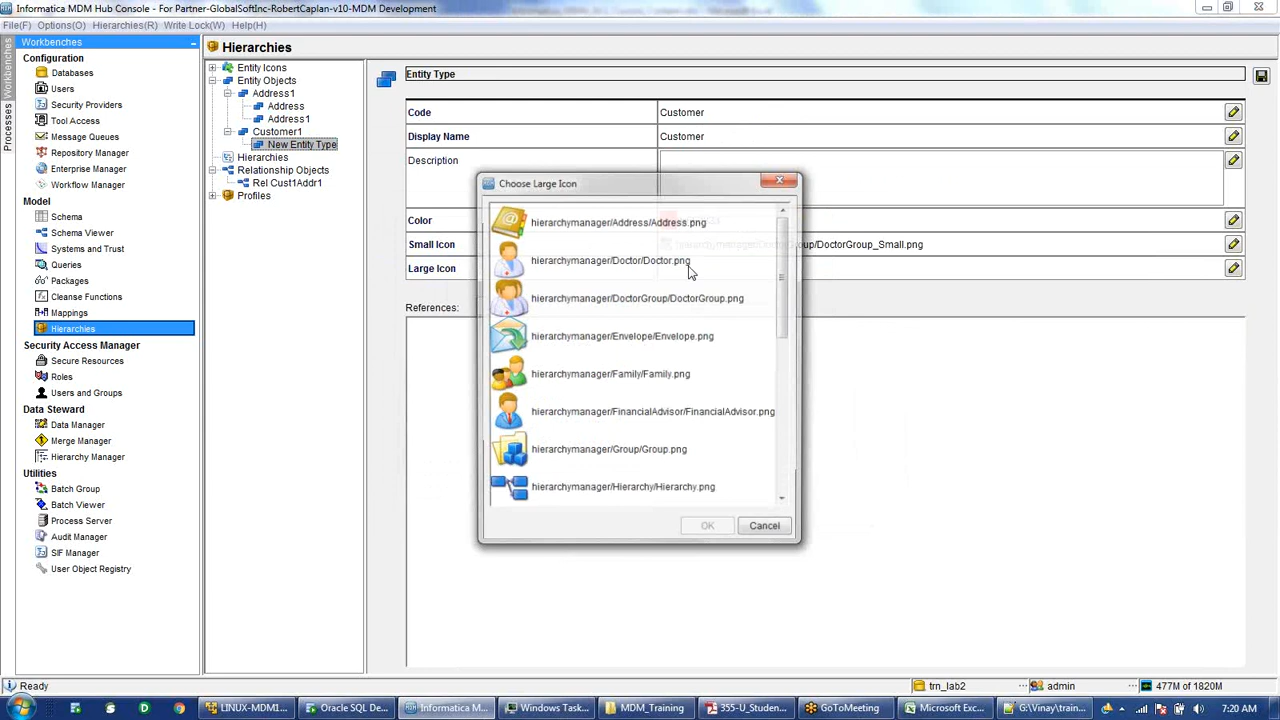 Informatica MDM Hub Console - For Partner-GlobalSoftInc-RobertCaplan-v10-MDM Development
File(F) Options(O) Hierarchies(R) Write Lock(W) Help(H)
Workbenches
Processes
Workbenches
Configuration
Databases
Users
Security Providers
Tool Access
Message Queues
Repository Manager
Enterprise Manager
Workflow Manager
Model
Schema
Schema Viewer
Systems and Trust
Queries
Packages
Cleanse Functions
Mappings
Hierarchies
Security Access Manager
Secure Resources
Roles
Users and Groups
Data Steward
Data Manager
Merge Manager
Hierarchy Manager
Utilities
Batch Group
Batch Viewer
Process Server
Audit Manager
SIF Manager
User Object Registry
Hierarchies
Entity Icons
Entity Objects
Address1
Address
Address1
Customer1
New Entity Type
Hierarchies
Relationship Objects
Rel Cust1Addr1
Profiles
Entity Type
Code Customer
Display Name Customer
Description
Color
Small Icon /DoctorGroup_Small.png
Large Icon
References:
Choose Large Icon
hierarchymanager/Address/Address.png
hierarchymanager/Doctor/Doctor.png
hierarchymanager/DoctorGroup/DoctorGroup.png
hierarchymanager/Envelope/Envelope.png
hierarchymanager/Family/Family.png
hierarchymanager/FinancialAdvisor/FinancialAdvisor.png
hierarchymanager/Group/Group.png
hierarchymanager/Hierarchy/Hierarchy.png
OK Cancel
Ready
trn_lab2 admin 477M of 1820M
LINUX-MDM1... Oracle SQL De... Informatica M... Windows Task... MDM_Training 355-U_Studen... GoToMeeting Microsoft Exc... G:\Vinay\train... 7:20 AM